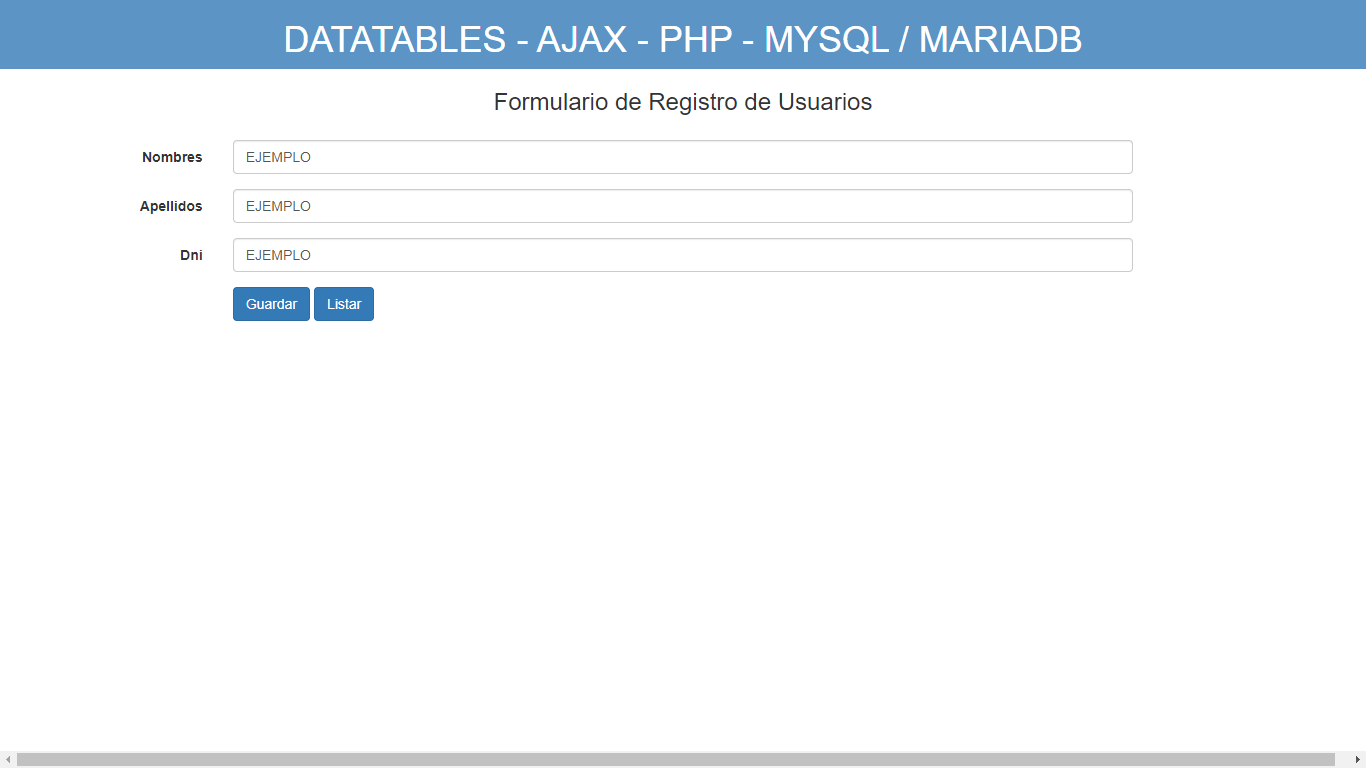 DATATABLES - AJAX - PHP - MYSQL / MARIADB
Formulario de Registro de Usuarios
Nombres EJEMPLO
Apellidos EJEMPLO
Dni EJEMPLO
Guardar Listar